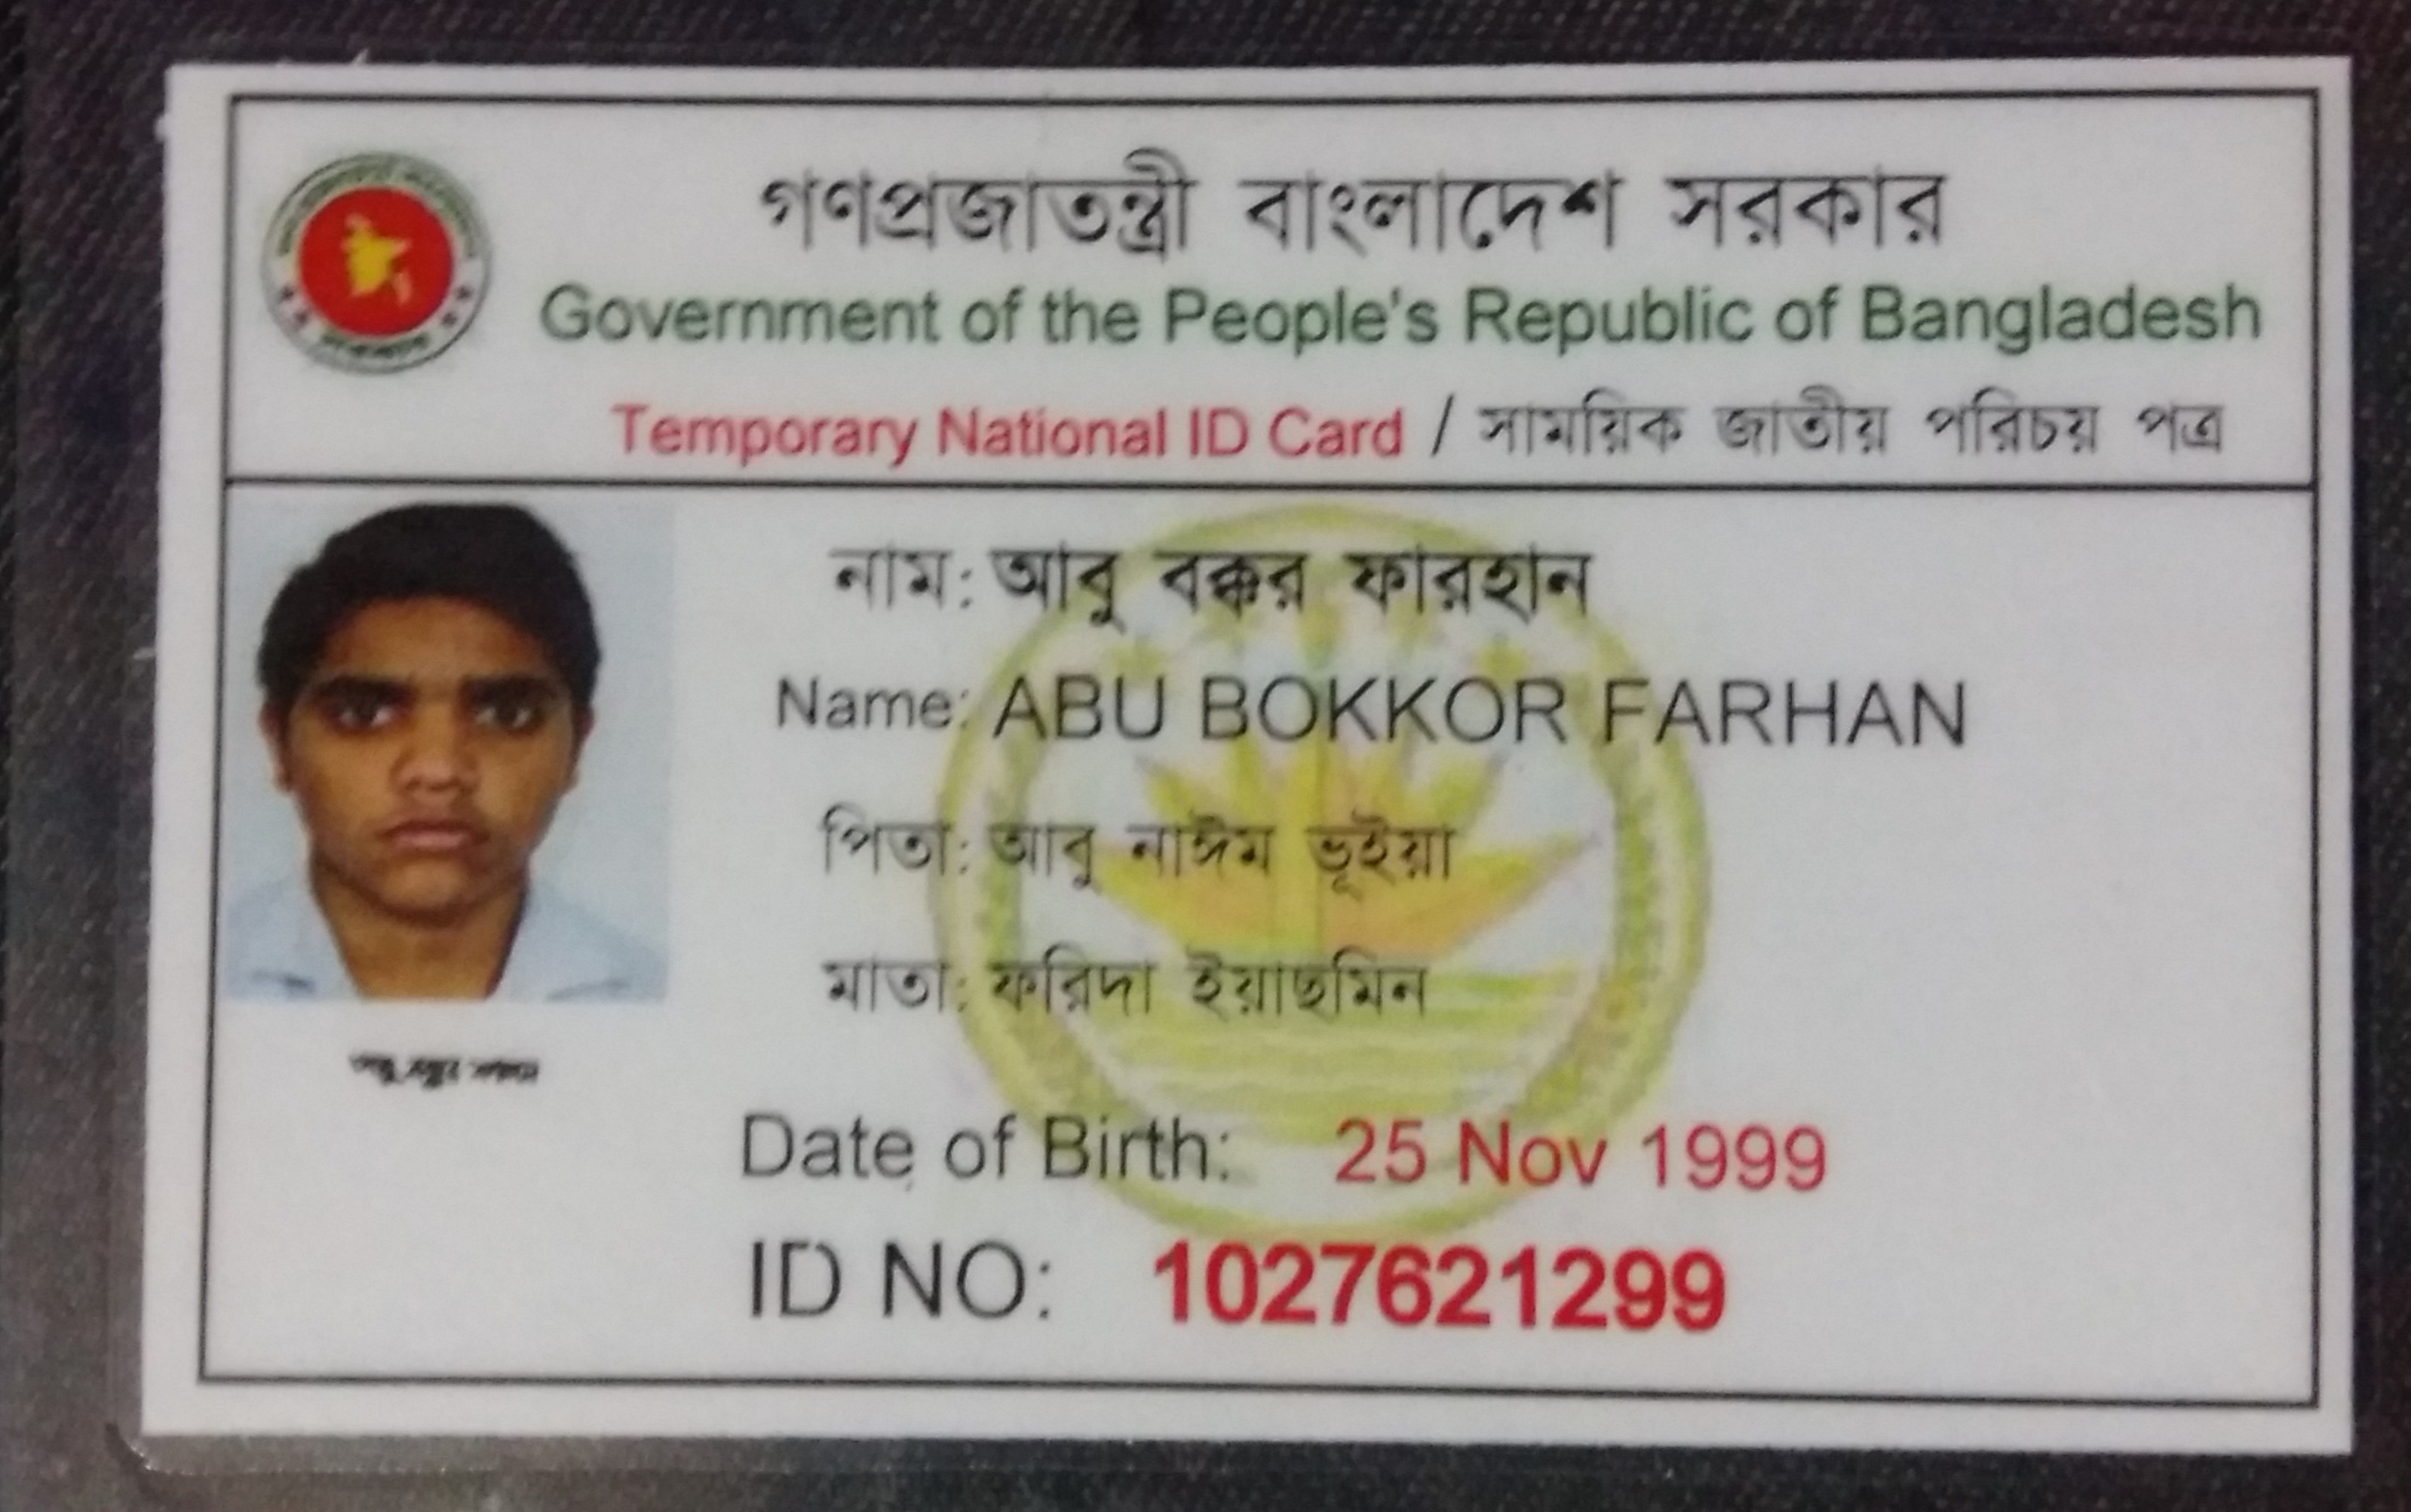 গণপ্রজাতন্ত্রী বাংলাদেশ সরকার
Government of the People's Republic of Bangladesh
Temporary National ID Card / সাময়িক জাতীয় পরিচয় পত্র
নাম: আবু বক্কর ফারহান
Name: ABU BOKKOR FARHAN
পিতা: আবু নাঈম ভূইয়া
মাতা: ফরিদা ইয়াছমিন
Date of Birth: 25 Nov 1999
ID NO: 1027621299